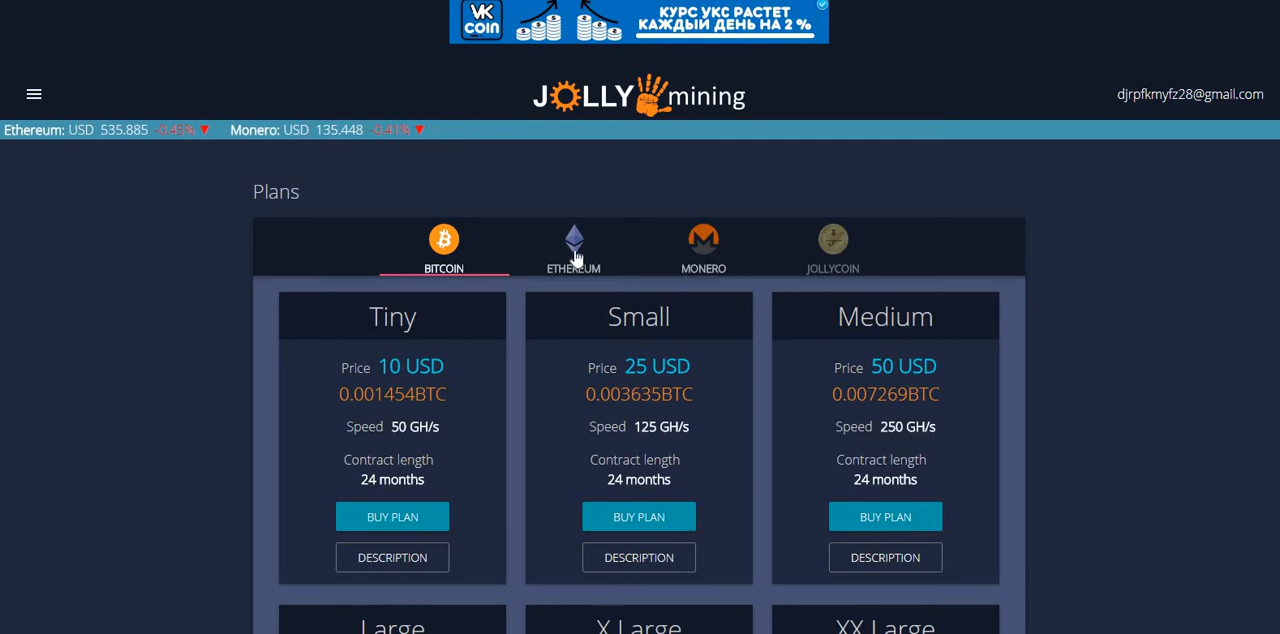 VK
COIN
КУРС УКС РАСТЕТ
КАЖДЫЙ ДЕНЬ НА 2 %
JOLLY mining
djrpfkmyfz28@gmail.com
Ethereum: USD 535.885 -0.45% ▼ Monero: USD 135.448 -0.41% ▼
Plans
BITCOIN ETHEREUM MONERO JOLLYCOIN
Tiny Small Medium
Price 10 USD Price 25 USD Price 50 USD
0.001454BTC 0.003635BTC 0.007269BTC
Speed 50 GH/s Speed 125 GH/s Speed 250 GH/s
Contract length Contract length Contract length
24 months 24 months 24 months
BUY PLAN BUY PLAN BUY PLAN
DESCRIPTION DESCRIPTION DESCRIPTION
Large X Large XX Large